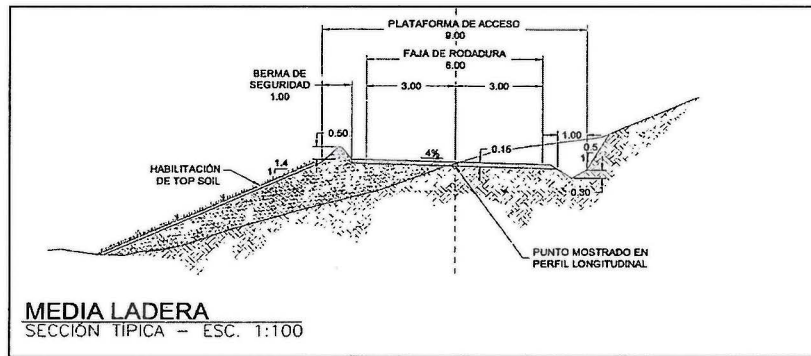 PLATAFORMA DE ACCESO
9.00
FAJA DE RODADURA
6.00
BERMA DE
SEGURIDAD
1.00
3.00
3.00
0.50
1.00
4%
0.15
0.5
1
1.4
1
HABILITACIÓN
DE TOP SOIL
0.30
PUNTO MOSTRADO EN
PERFIL LONGITUDINAL
MEDIA LADERA
SECCIÓN TÍPICA – ESC. 1:100